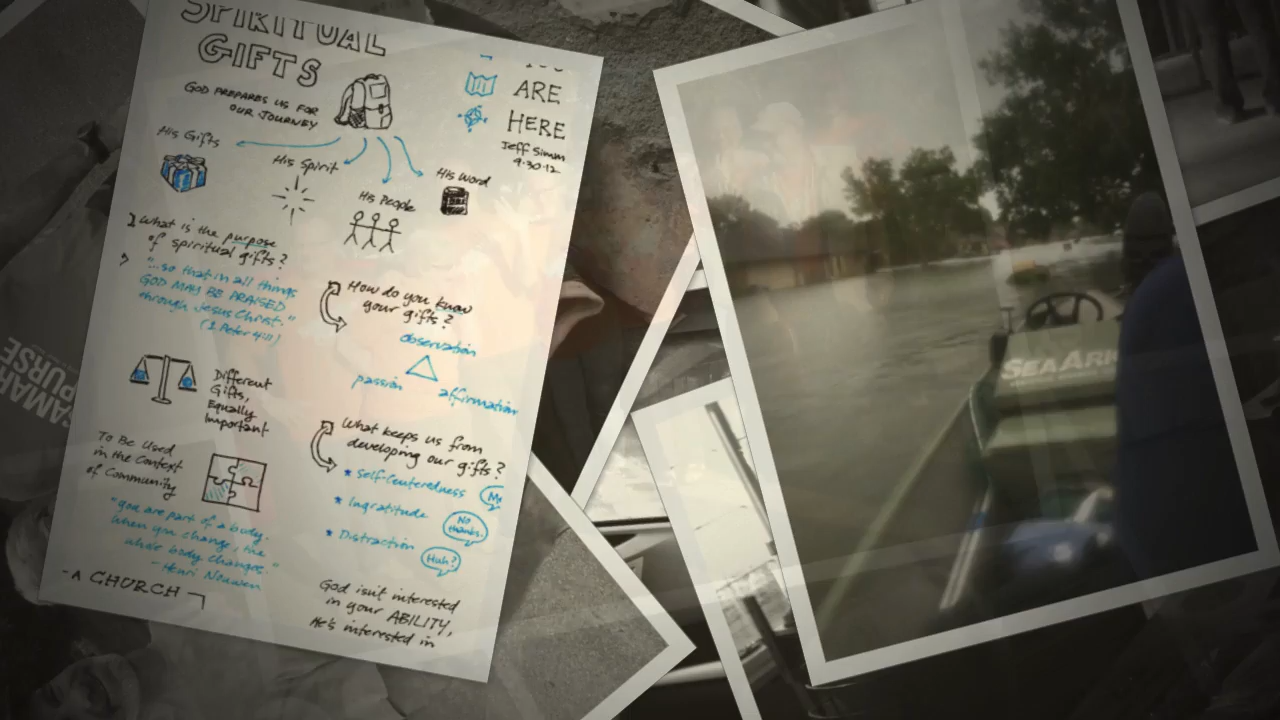 SPIRITUAL
GIFTS
GOD PREPARES US FOR
OUR JOURNEY
His Gifts
His Spirit
His People
His Word
ARE
HERE
Jeff Simm
9.30.12
What is the purpose
of spiritual gifts?
"...so that in all things
GOD MAY BE PRAISED
through Jesus Christ."
(1 Peter 4:11)
Different
Gifts,
Equally
Important
To Be Used
in the Context
of Community
"you are part of a body.
When you change, the
whole body changes."
- Henri Nouwen
- A CHURCH
How do you know
your gifts?
observation
passion
affirmation
What keeps us from
developing our gifts?
* Self-Centeredness
* Ingratitude
No
thanks.
* Distraction
Huh?
God isn't interested
in your ABILITY,
He's interested in
SEAARK
PURSE